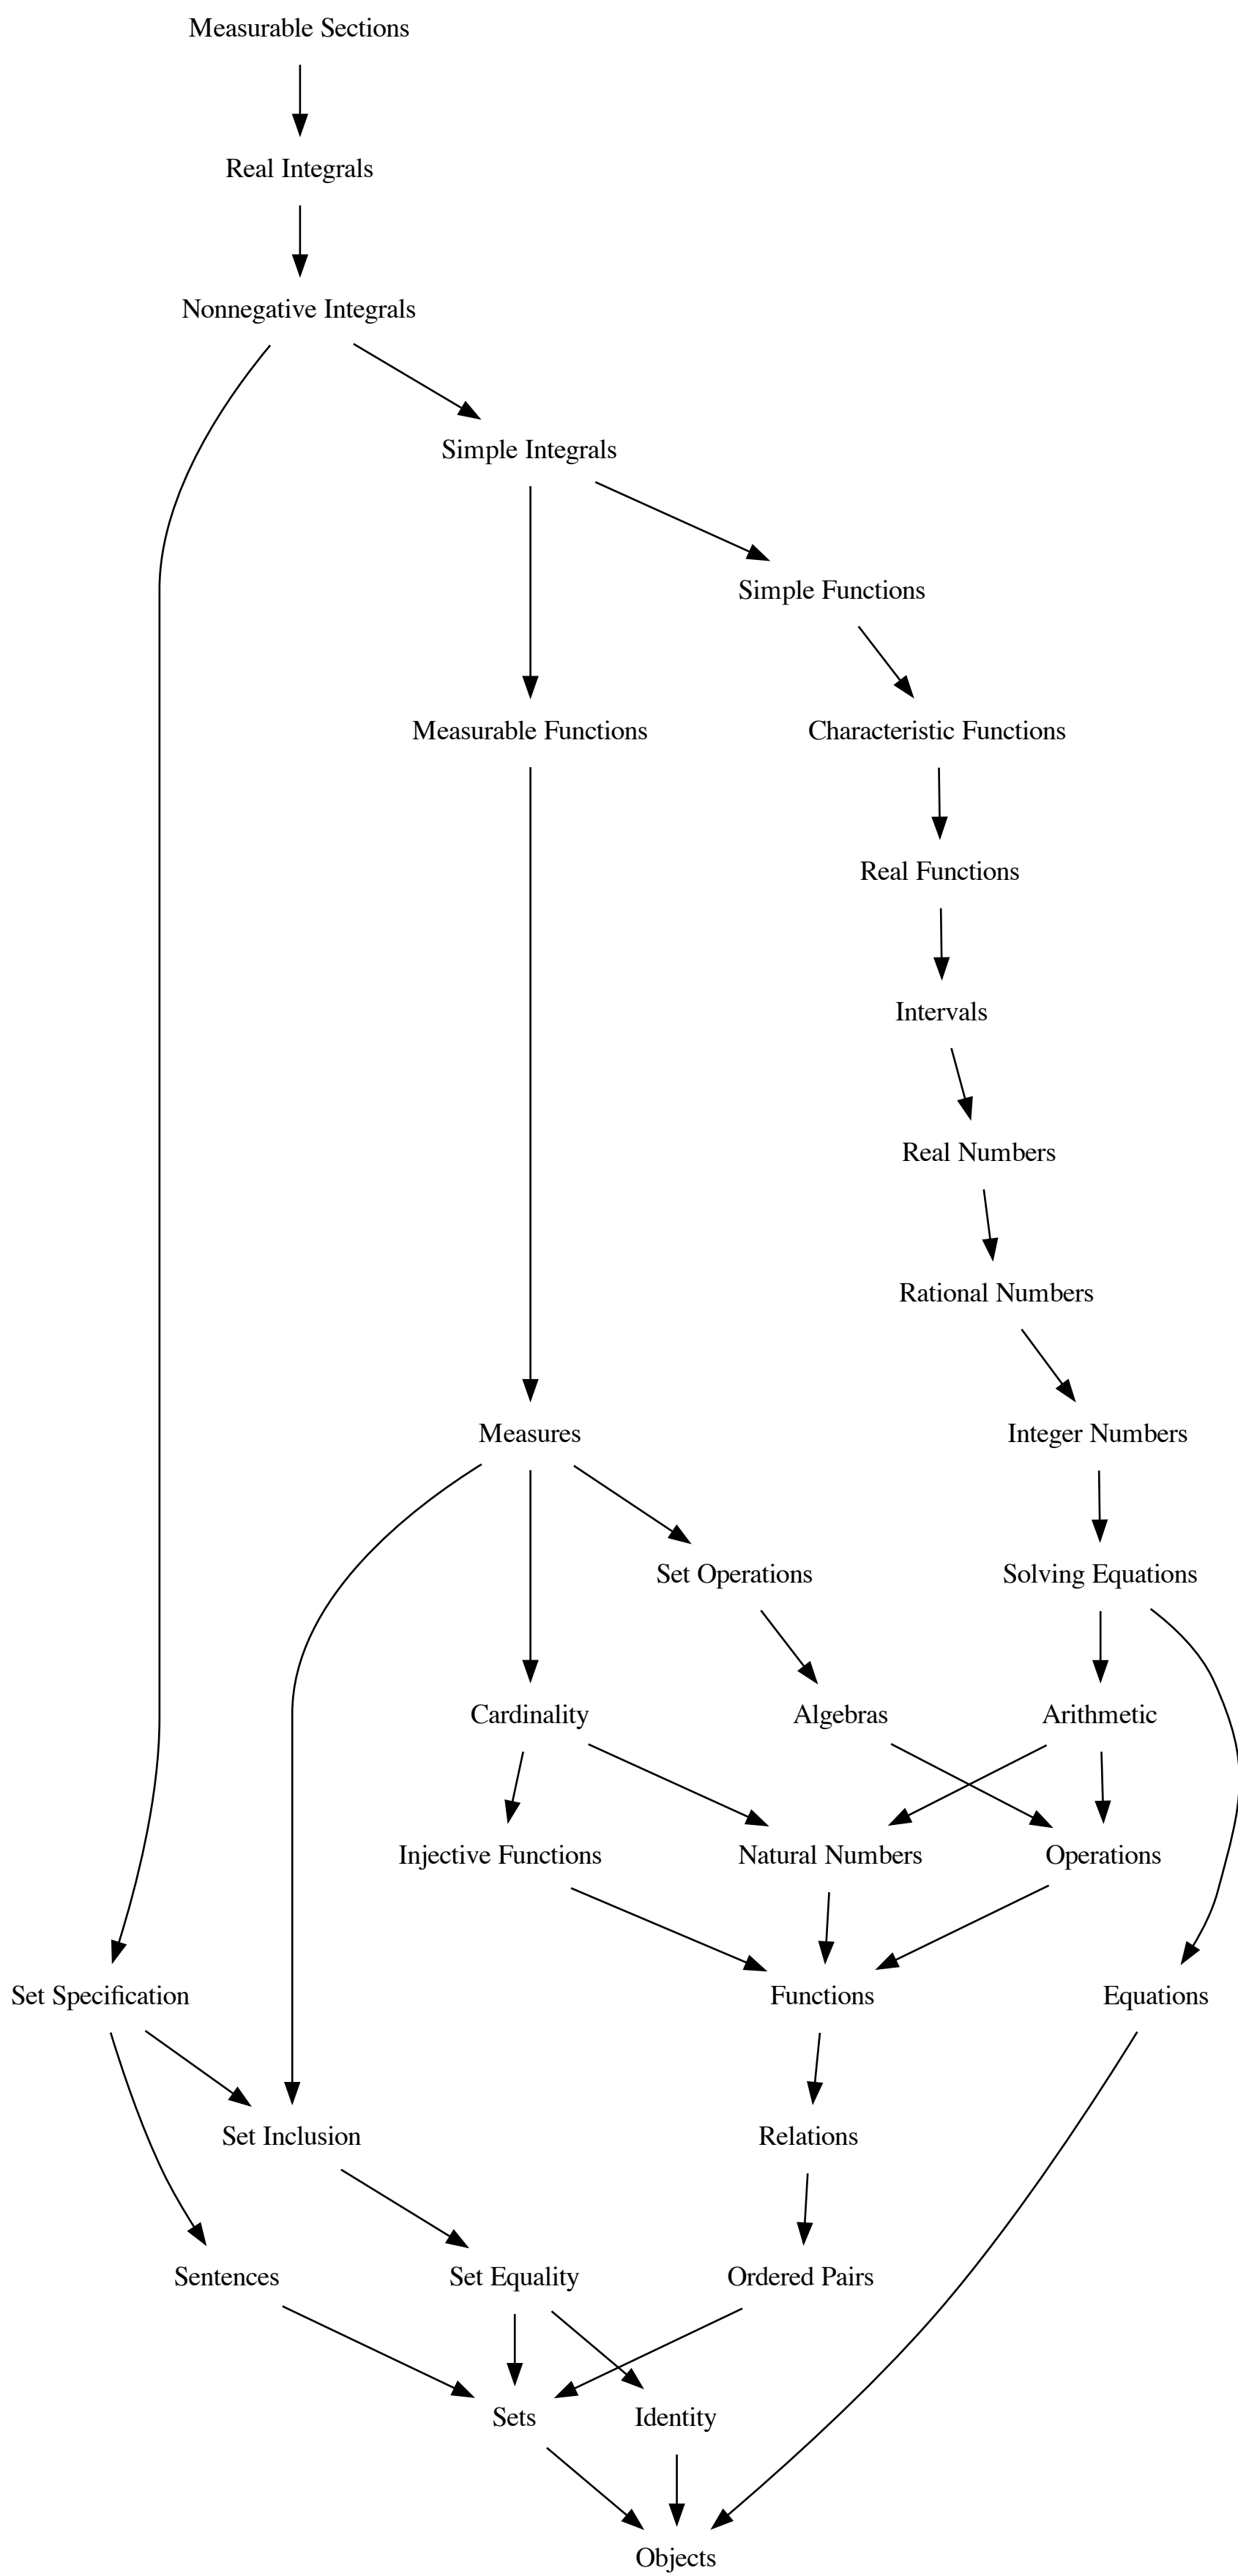 Measurable Sections
Real Integrals
Nonnegative Integrals
Simple Integrals
Simple Functions
Measurable Functions
Characteristic Functions
Real Functions
Intervals
Real Numbers
Rational Numbers
Measures
Integer Numbers
Set Operations
Solving Equations
Cardinality
Algebras
Arithmetic
Injective Functions
Natural Numbers
Operations
Set Specification
Functions
Equations
Set Inclusion
Relations
Sentences
Set Equality
Ordered Pairs
Sets
Identity
Objects